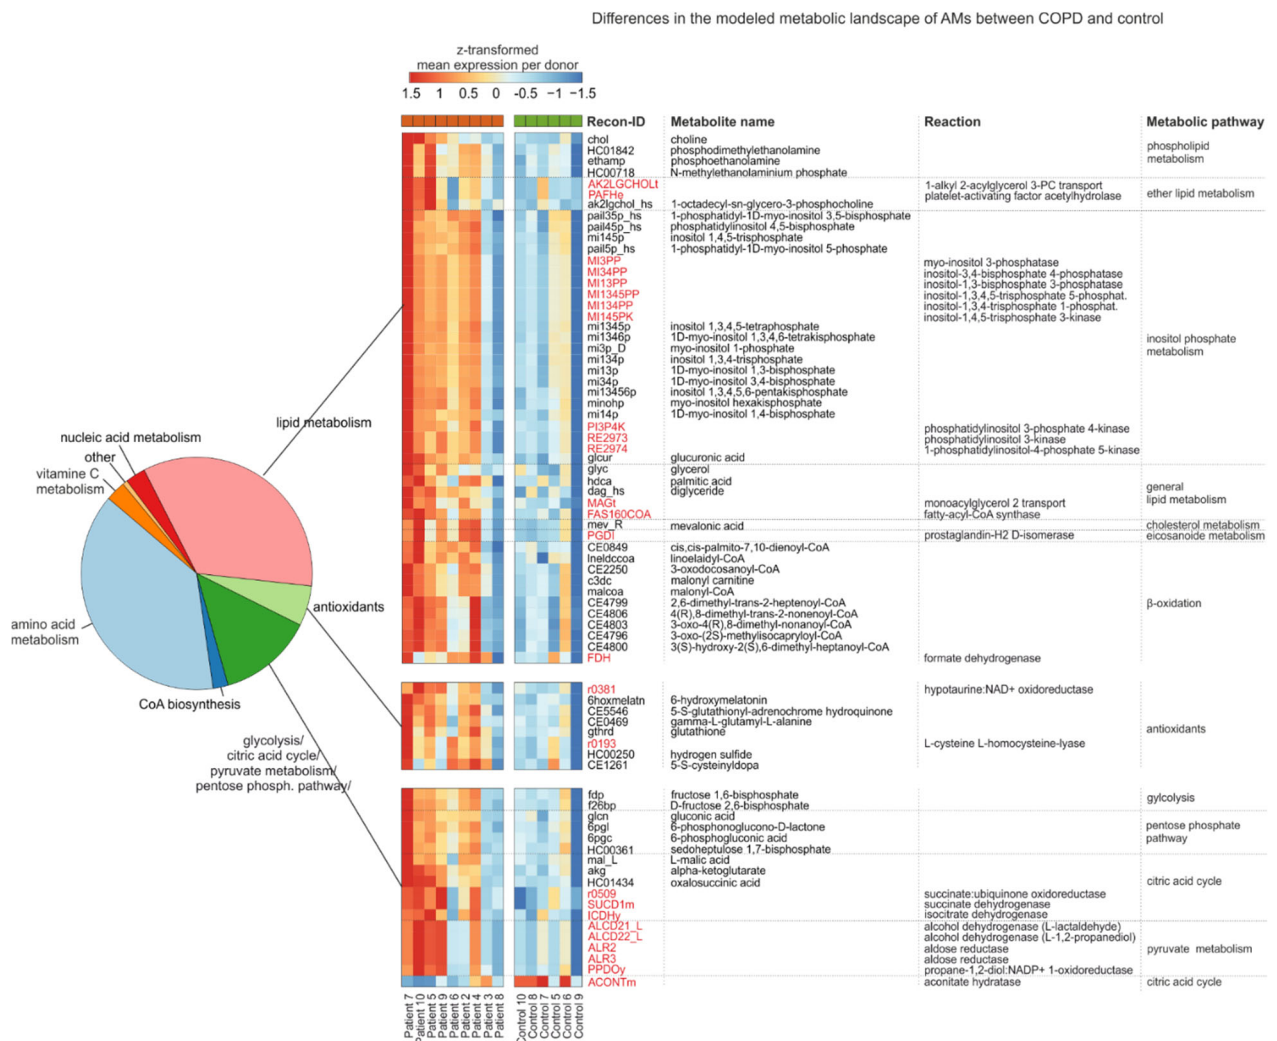 Differences in the modeled metabolic landscape of AMs between COPD and control
z-transformed
mean expression per donor
1.5 1 0.5 0 -0.5 −1 −1.5
Recon-ID Metabolite name Reaction Metabolic pathway
chol choline
HC01842 phosphodimethylethanolamine
ethamp phosphoethanolamine
HC00718 N-methylethanolaminium phosphate
phospholipid
metabolism
AK2LGCHOLt 1-alkyl 2-acylglycerol 3-PC transport
PAFHe platelet-activating factor acetylhydrolase
ak2lgchol_hs 1-octadecyl-sn-glycero-3-phosphocholine
ether lipid metabolism
pail35p_hs 1-phosphatidyl-1D-myo-inositol 3,5-bisphosphate
pail45p_hs phosphatidylinositol 4,5-bisphosphate
mi145p inositol 1,4,5-trisphosphate
pail5p_hs 1-phosphatidyl-1D-myo-inositol 5-phosphate
MI3PP myo-inositol 3-phosphatase
MI34PP inositol-3,4-bisphosphate 4-phosphatase
MI13PP inositol-1,3-bisphosphate 3-phosphatase
MI1345PP inositol-1,3,4,5-trisphosphate 5-phosphat.
MI134PP inositol-1,3,4-trisphosphate 1-phosphat.
MI145PK inositol-1,4,5-trisphosphate 3-kinase
mi1345p inositol 1,3,4,5-tetraphosphate
mi1346p 1D-myo-inositol 1,3,4,6-tetrakisphosphate
mi3p_D myo-inositol 1-phosphate
mi134p inositol 1,3,4-trisphosphate
mi13p 1D-myo-inositol 1,3-bisphosphate
mi34p 1D-myo-inositol 3,4-bisphosphate
mi13456p inositol 1,3,4,5,6-pentakisphosphate
minohp myo-inositol hexakisphosphate
mi14p 1D-myo-inositol 1,4-bisphosphate
PI3P4K phosphatidylinositol 3-phosphate 4-kinase
RE2973 phosphatidylinositol 3-kinase
RE2974 1-phosphatidylinositol-4-phosphate 5-kinase
glcur glucuronic acid
inositol phosphate
metabolism
glyc glycerol
hdca palmitic acid
dag_hs diglyceride
MAGt monoacylglycerol 2 transport
FAS160COA fatty-acyl-CoA synthase
general
lipid metabolism
mev_R mevalonic acid cholesterol metabolism
PGDI prostaglandin-H2 D-isomerase eicosanoide metabolism
CE0849 cis,cis-palmito-7,10-dienoyl-CoA
lneldccoa linoelaidyl-CoA
CE2250 3-oxodocosanoyl-CoA
c3dc malonyl carnitine
malcoa malonyl-CoA
CE4799 2,6-dimethyl-trans-2-heptenoyl-CoA
CE4806 4(R),8-dimethyl-trans-2-nonenoyl-CoA
CE4803 3-oxo-4(R),8-dimethyl-nonanoyl-CoA
CE4796 3-oxo-(2S)-methylisocapryloyl-CoA
CE4800 3(S)-hydroxy-2(S),6-dimethyl-heptanoyl-CoA
FDH formate dehydrogenase
β-oxidation
r0381 hypotaurine:NAD+ oxidoreductase
6hoxmelatn 6-hydroxymelatonin
CE5546 5-S-glutathionyl-adrenochrome hydroquinone
CE0469 gamma-L-glutamyl-L-alanine
gthrd glutathione
r0193 L-cysteine L-homocysteine-lyase
HC00250 hydrogen sulfide
CE1261 5-S-cysteinyldopa
antioxidants
fdp fructose 1,6-bisphosphate
f26bp D-fructose 2,6-bisphosphate
gylcolysis
glcn gluconic acid
6pgl 6-phosphonoglucono-D-lactone
6pgc 6-phosphogluconic acid
HC00361 sedoheptulose 1,7-bisphosphate
pentose phosphate
pathway
mal_L L-malic acid
akg alpha-ketoglutarate
HC01434 oxalosuccinic acid
r0509 succinate:ubiquinone oxidoreductase
SUCD1m succinate dehydrogenase
ICDHy isocitrate dehydrogenase
citric acid cycle
ALCD21_L alcohol dehydrogenase (L-lactaldehyde)
ALCD22_L alcohol dehydrogenase (L-1,2-propanediol)
ALR2 aldose reductase
ALR3 aldose reductase
PPDOy propane-1,2-diol:NADP+ 1-oxidoreductase
pyruvate metabolism
ACONTm aconitate hydratase citric acid cycle
Patient 7
Patient 10
Patient 5
Patient 9
Patient 6
Patient 2
Patient 4
Patient 3
Patient 8
Control 10
Control 8
Control 7
Control 5
Control 6
Control 9
lipid metabolism
nucleic acid metabolism
other
vitamine C
metabolism
amino acid
metabolism
antioxidants
CoA biosynthesis
glycolysis/
citric acid cycle/
pyruvate metabolism/
pentose phosph. pathway/